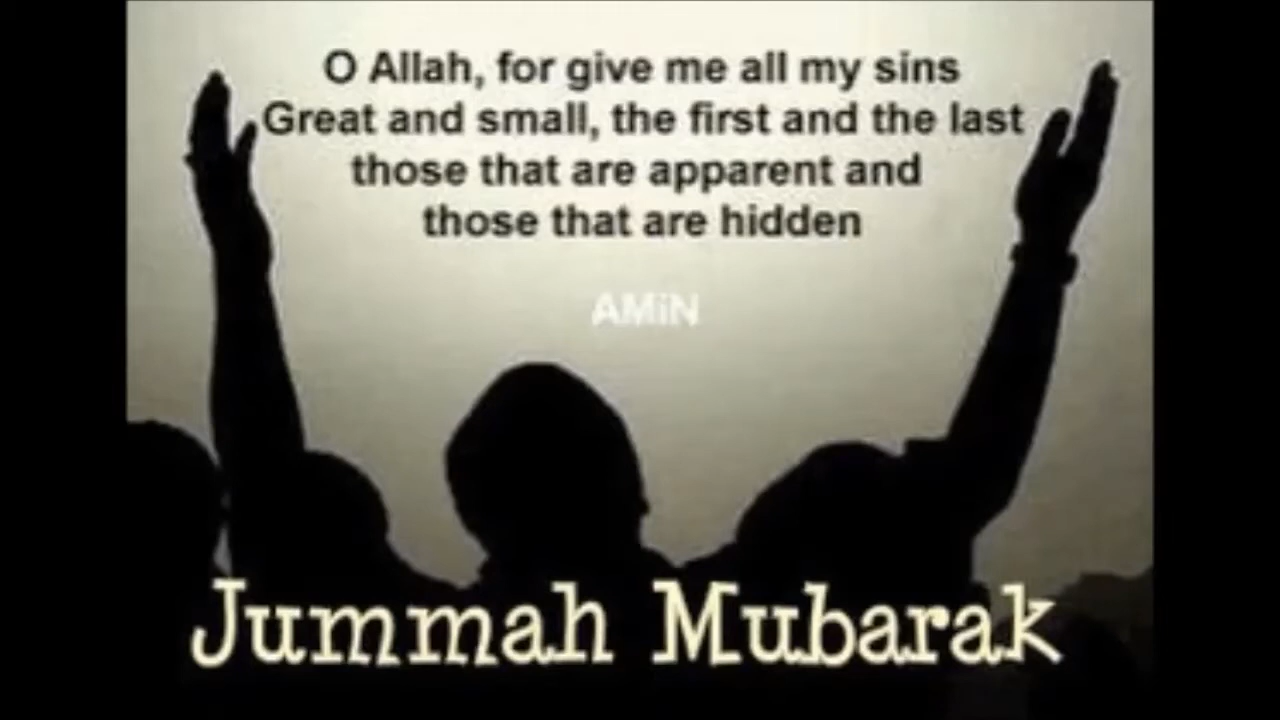 O Allah, for give me all my sins
Great and small, the first and the last
those that are apparent and
those that are hidden
AMiN
Jummah Mubarak